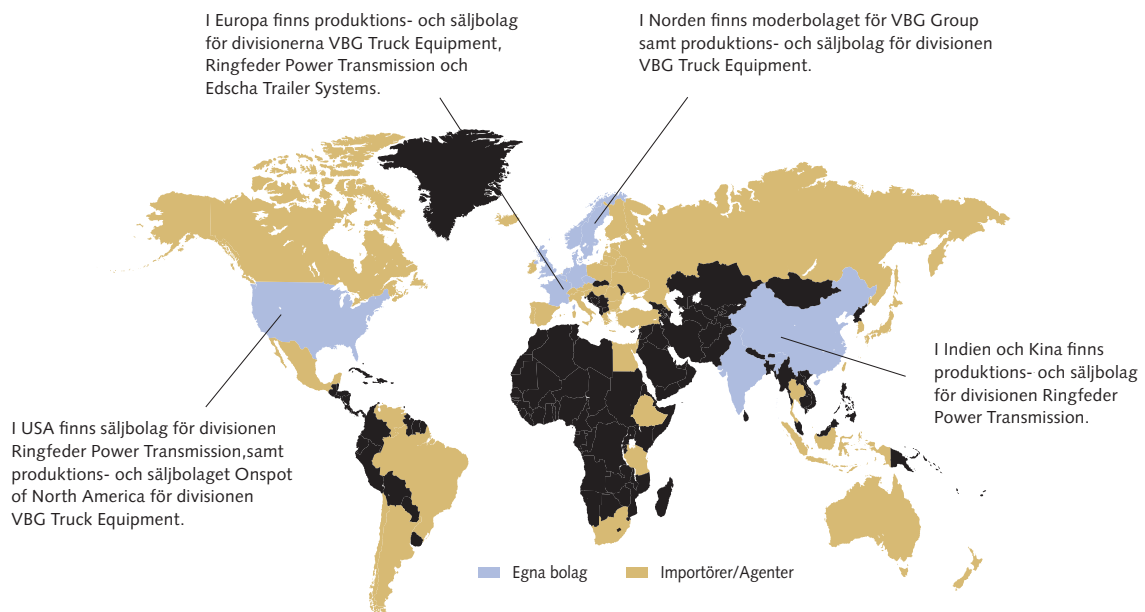 I Europa finns produktions- och säljbolag
för divisionerna VBG Truck Equipment,
Ringfeder Power Transmission och
Edscha Trailer Systems.
I Norden finns moderbolaget för VBG Group
samt produktions- och säljbolag för divisionen
VBG Truck Equipment.
I Indien och Kina finns
produktions- och säljbolag
för divisionen Ringfeder
Power Transmission.
I USA finns säljbolag för divisionen
Ringfeder Power Transmission,samt
produktions- och säljbolaget Onspot
of North America för divisionen
VBG Truck Equipment.
Egna bolag
Importörer/Agenter